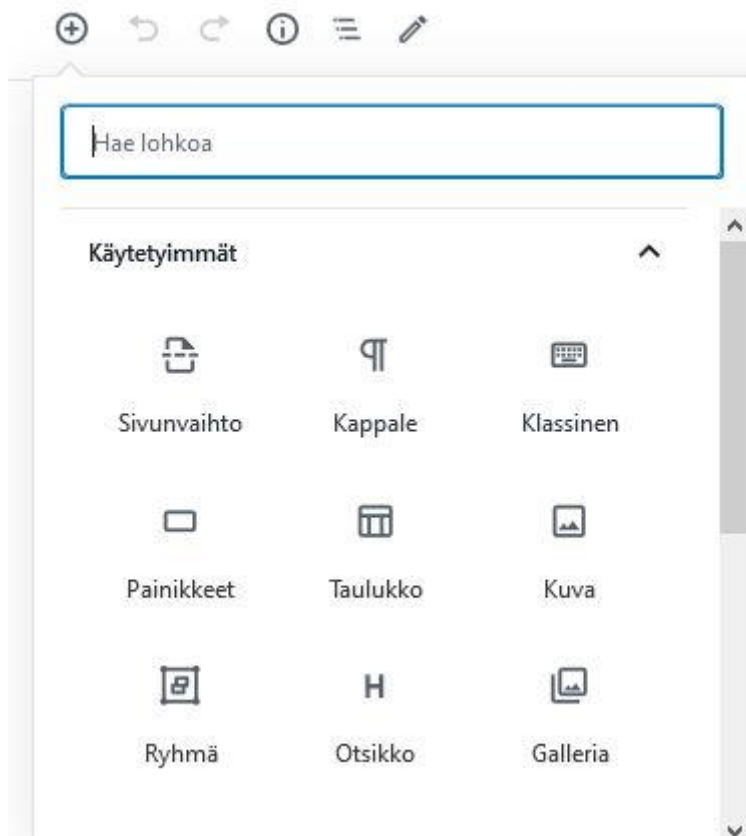 Hae lohkoa
Käytetyimmät
Sivunvaihto Kappale Klassinen
Painikkeet Taulukko Kuva
Ryhmä Otsikko Galleria